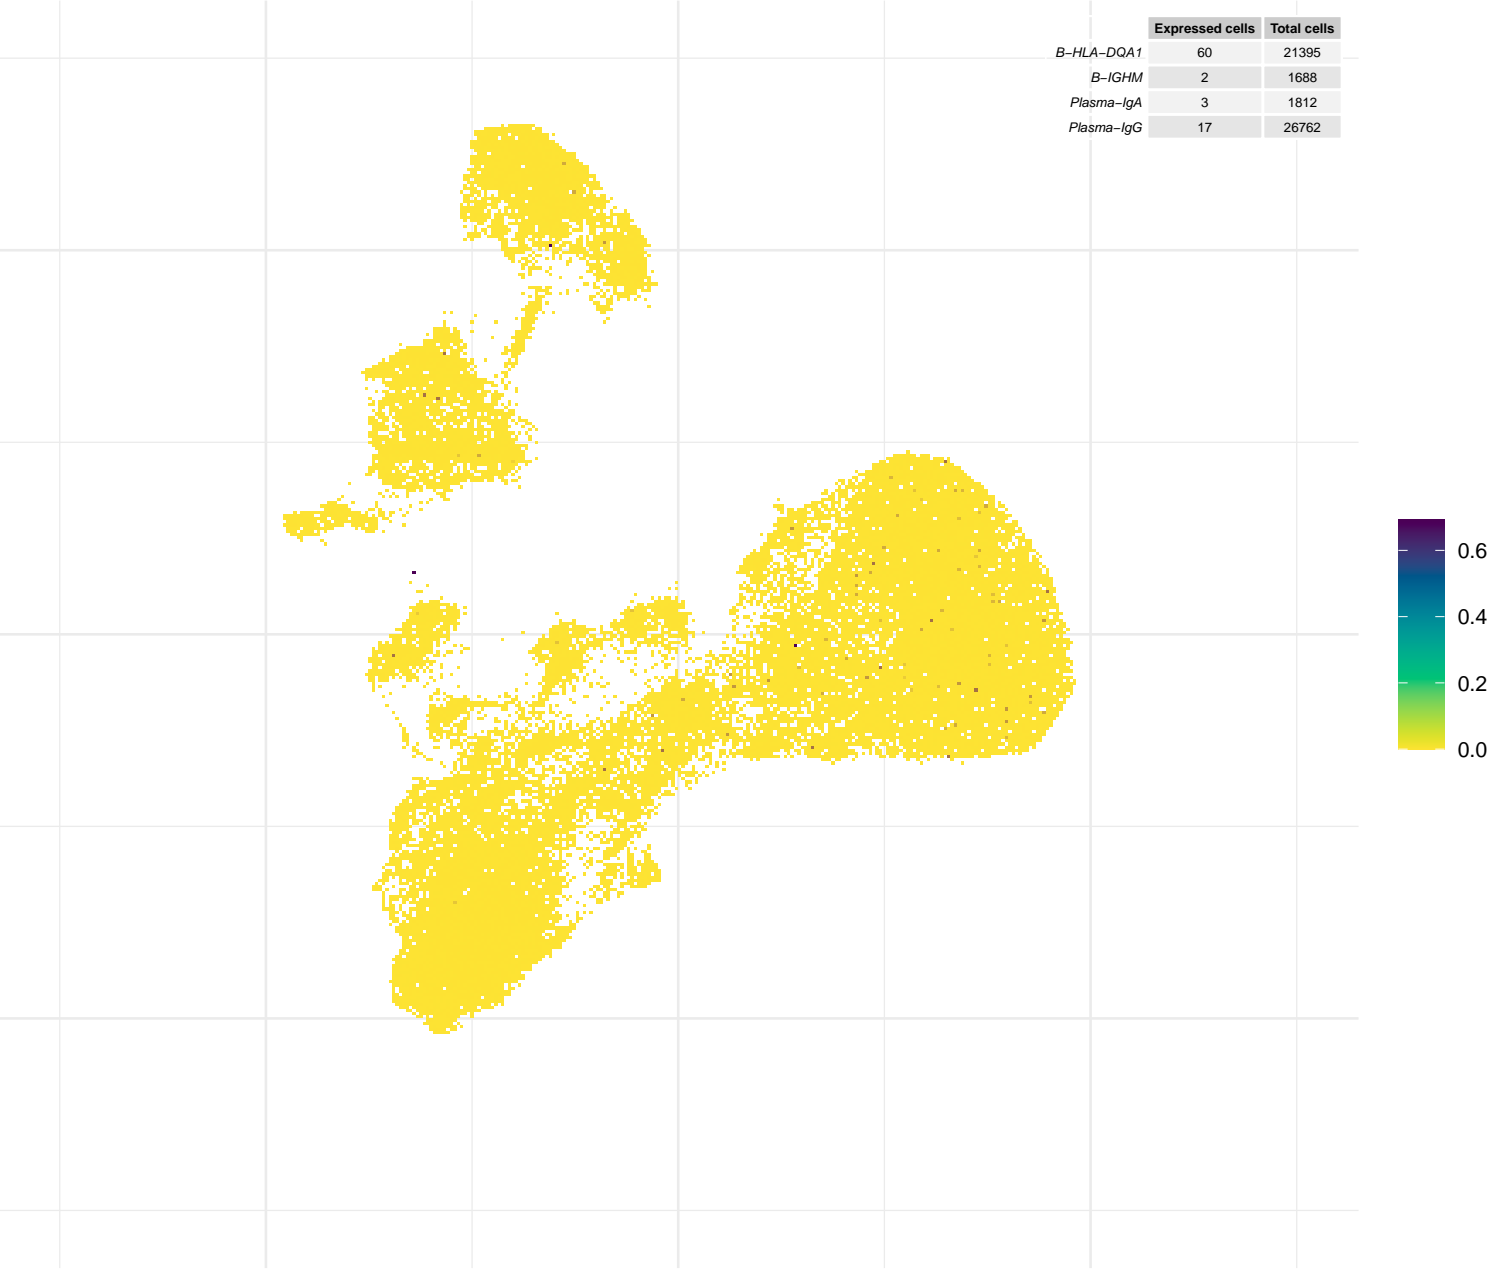 Expressed cells Total cells
B−HLA−DQA1 60 21395
B−IGHM 2 1688
Plasma−IgA 3 1812
Plasma−IgG 17 26762
0.6
0.4
0.2
0.0